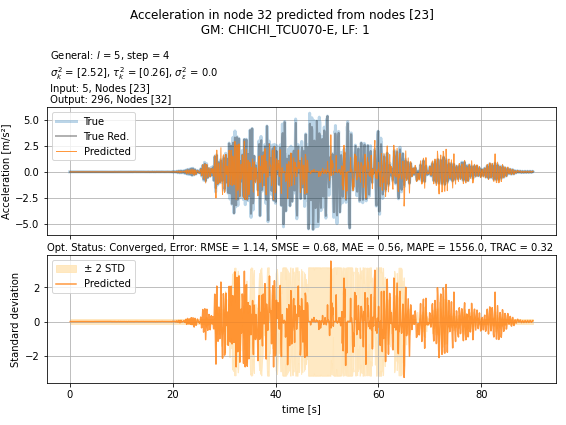 Acceleration in node 32 predicted from nodes [23]
GM: CHICHI_TCU070-E, LF: 1
General: l = 5, step = 4
σ²ₖ = [2.52], τ²ₖ = [0.26], σ²ε = 0.0
Input: 5, Nodes [23]
Output: 296, Nodes [32]
Acceleration [m/s²]
5.0
2.5
0.0
−2.5
−5.0
True
True Red.
Predicted
Opt. Status: Converged, Error: RMSE = 1.14, SMSE = 0.68, MAE = 0.56, MAPE = 1556.0, TRAC = 0.32
Standard deviation
2
0
−2
± 2 STD
Predicted
0 20 40 60 80
time [s]